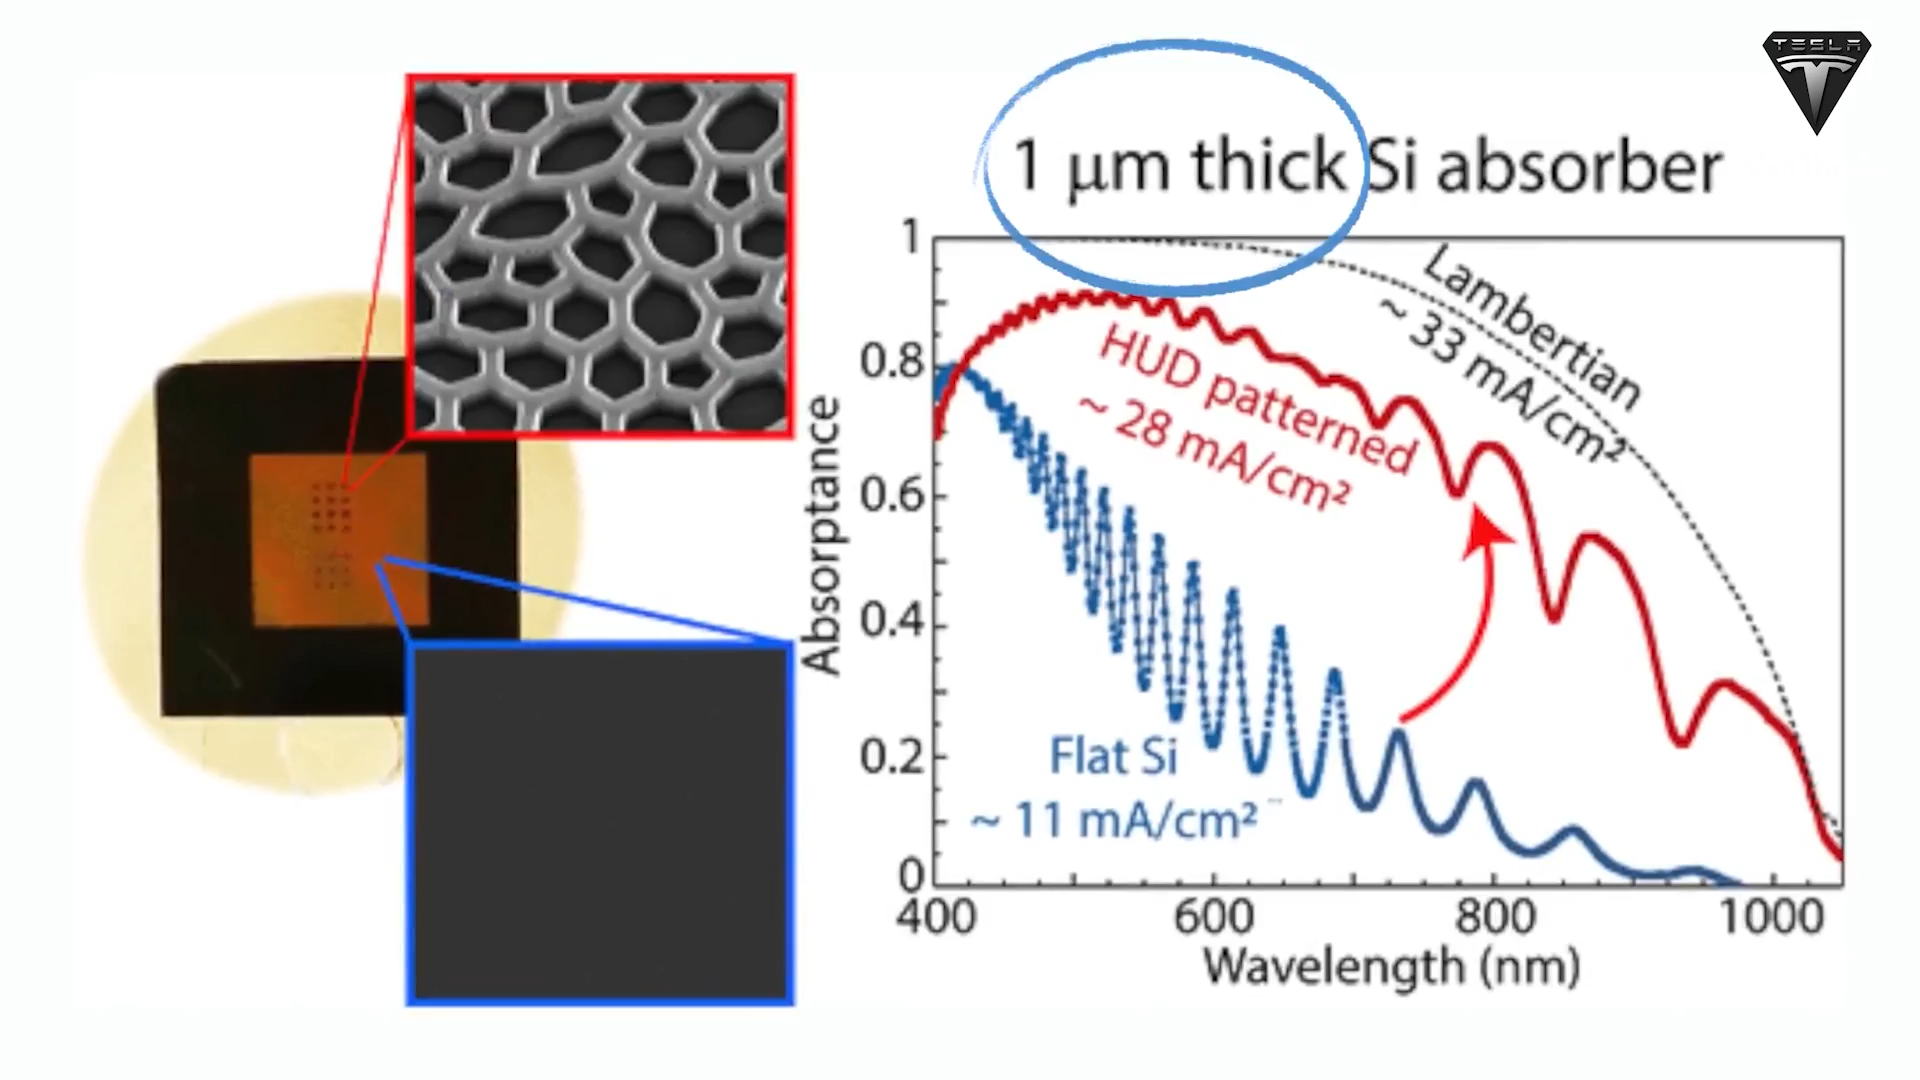 TESLA
1 μm thick Si absorber
Lambertian
~ 33 mA/cm²
HUD patterned
~ 28 mA/cm²
Flat Si
~ 11 mA/cm²
Absorptance
1
0.8
0.6
0.4
0.2
0
400
600
800
1000
Wavelength (nm)